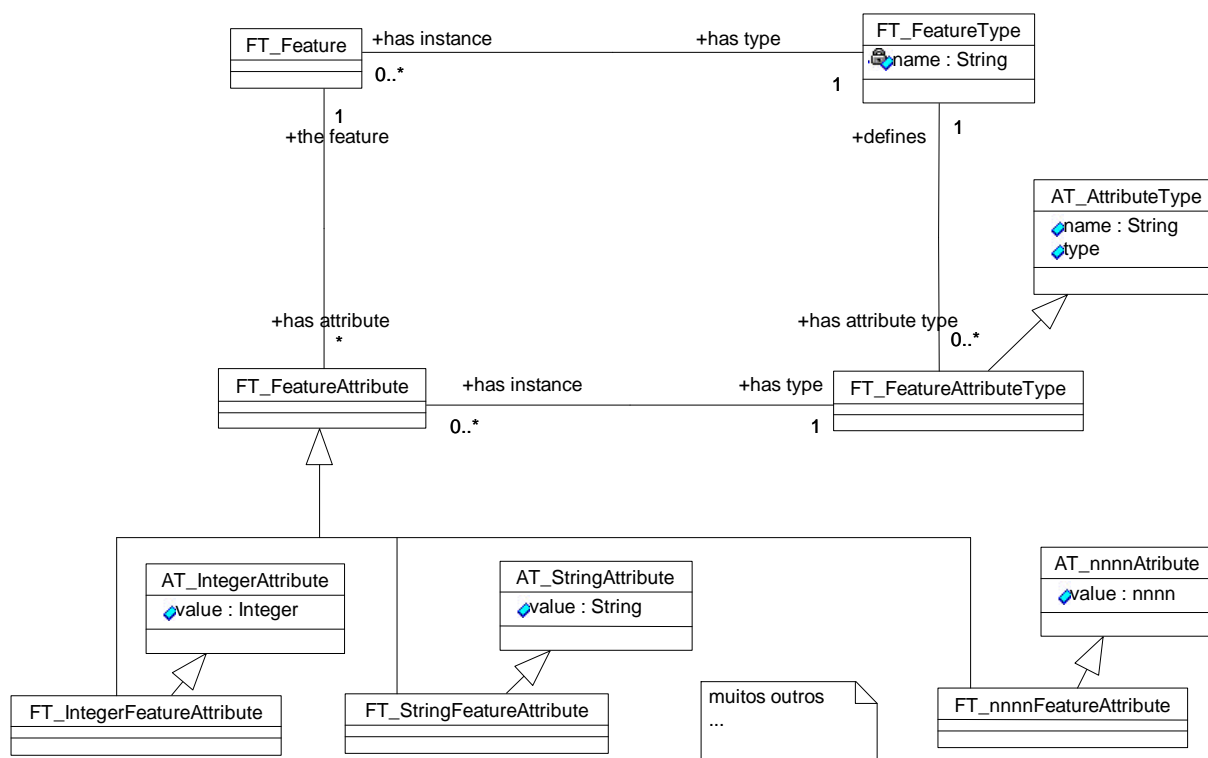 FT_Feature
+has instance
+has type
FT_FeatureType
name : String
0..*
1
1
+the feature
+defines
1
AT_AttributeType
name : String
type
+has attribute
*
+has attribute type
0..*
FT_FeatureAttribute
+has instance
+has type
FT_FeatureAttributeType
0..*
1
AT_IntegerAttribute
value : Integer
AT_StringAttribute
value : String
AT_nnnnAtribute
value : nnnn
FT_IntegerFeatureAttribute
FT_StringFeatureAttribute
muitos outros
...
FT_nnnnFeatureAttribute